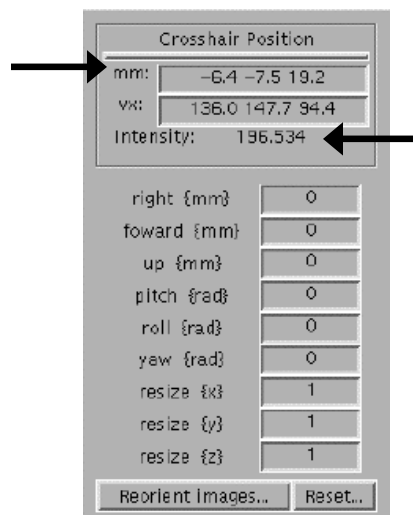 Crosshair Position
mm: -6.4 -7.5 19.2
vx: 136.0 147.7 94.4
Intensity: 196.534
right {mm} 0
foward {mm} 0
up {mm} 0
pitch {rad} 0
roll {rad} 0
yaw {rad} 0
resize {x} 1
resize {y} 1
resize {z} 1
Reorient images... Reset...